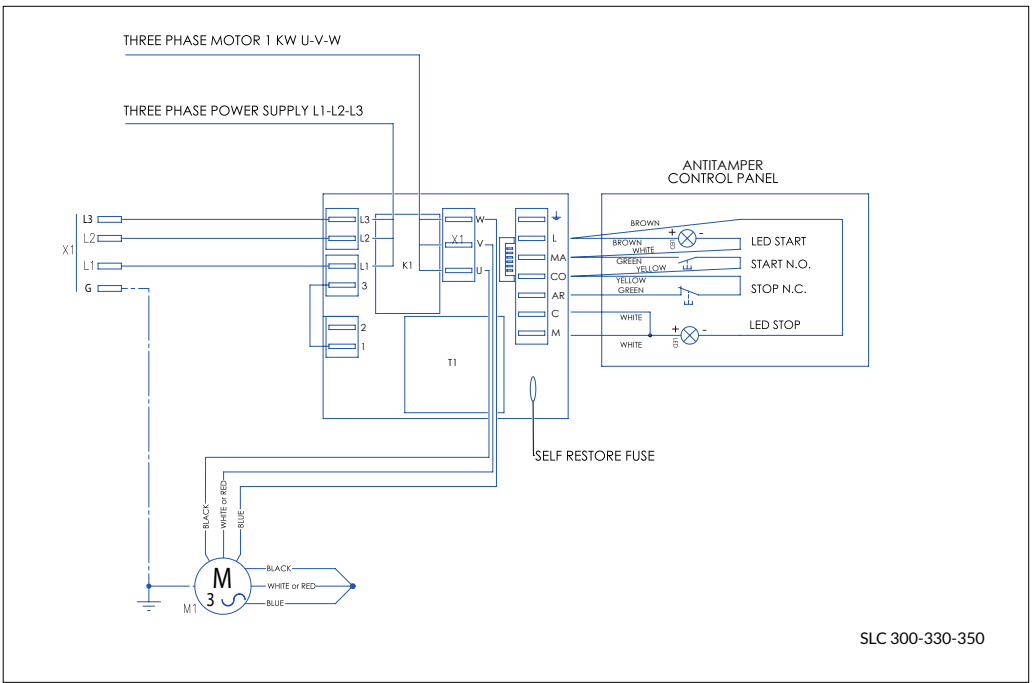 THREE PHASE MOTOR 1 KW U-V-W
THREE PHASE POWER SUPPLY L1-L2-L3
ANTITAMPER
CONTROL PANEL
X1
L3
L2
L1
G
L3
L2
L1
3
2
1
K1
X1
W
V
U
T1
L
MA
CO
AR
C
M
BROWN
BROWN
WHITE
GREEN
YELLOW
YELLOW
GREEN
WHITE
WHITE
+
-
LED
LED START
START N.O.
STOP N.C.
+
-
LED
LED STOP
SELF RESTORE FUSE
BLACK
WHITE or RED
BLUE
M
3
M1
BLACK
WHITE or RED
BLUE
SLC 300-330-350